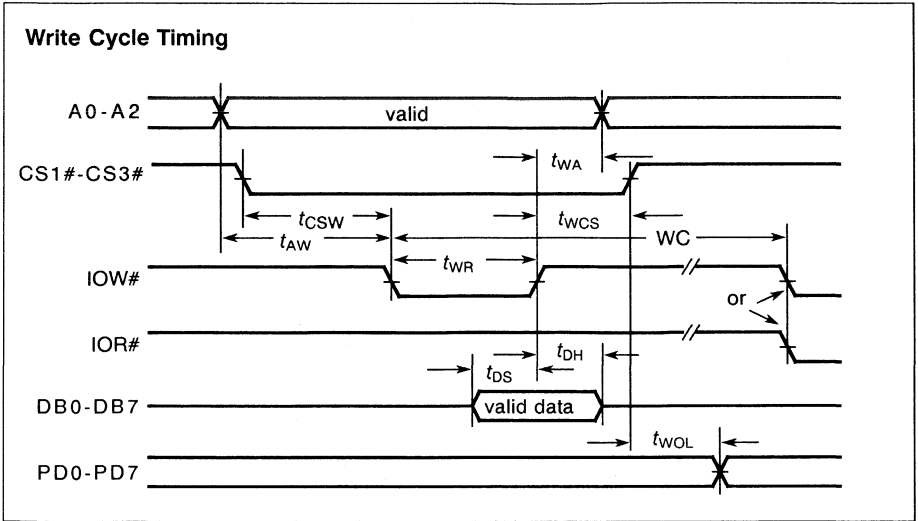 Write Cycle Timing
A0-A2
valid
CS1#-CS3#
tWA
tCSW
tWCS
tAW
WC
IOW#
tWR
or
IOR#
tDH
tDS
DB0-DB7
valid data
tWOL
PD0-PD7